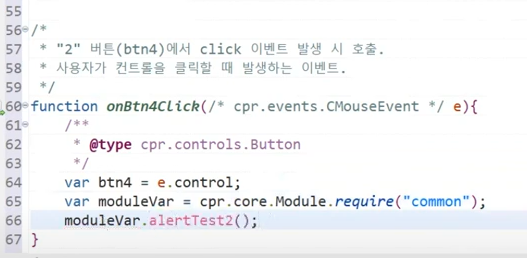 55
56 /*
57  * "2" 버튼(btn4)에서 click 이벤트 발생 시 호출.
58  * 사용자가 컨트롤을 클릭할 때 발생하는 이벤트.
59  */
60 function onBtn4Click(/* cpr.events.CMouseEvent */ e){
61     /**
62      * @type cpr.controls.Button
63      */
64     var btn4 = e.control;
65     var moduleVar = cpr.core.Module.require("common");
66     moduleVar.alertTest2();
67 }